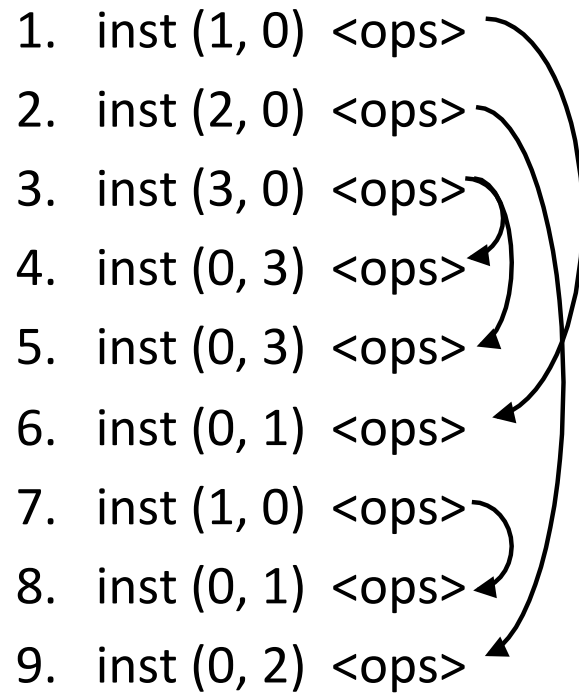 1. inst (1, 0) <ops>
2. inst (2, 0) <ops>
3. inst (3, 0) <ops>
4. inst (0, 3) <ops>
5. inst (0, 3) <ops>
6. inst (0, 1) <ops>
7. inst (1, 0) <ops>
8. inst (0, 1) <ops>
9. inst (0, 2) <ops>